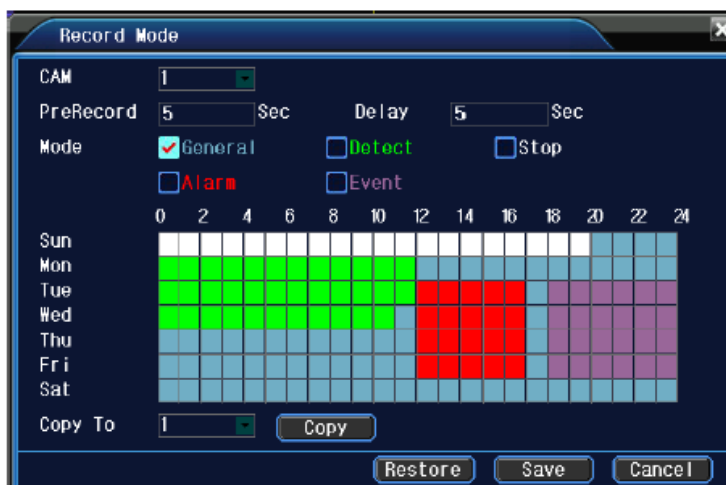 Record Mode
CAM 1
PreRecord 5 Sec Delay 5 Sec
Mode General Detect Stop
Alarm Event
0 2 4 6 8 10 12 14 16 18 20 22 24
Sun
Mon
Tue
Wed
Thu
Fri
Sat
Copy To 1 Copy
Restore Save Cancel